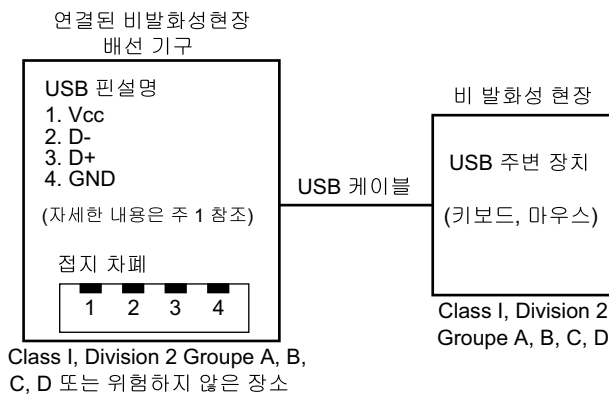 연결된 비발화성현장
배선 기구
USB 핀설명
1. Vcc
2. D-
3. D+
4. GND
(자세한 내용은 주 1 참조)
접지 차폐
1 2 3 4
Class I, Division 2 Groupe A, B,
C, D 또는 위험하지 않은 장소
USB 케이블
비 발화성 현장
USB 주변 장치
(키보드, 마우스)
Class I, Division 2
Groupe A, B, C, D